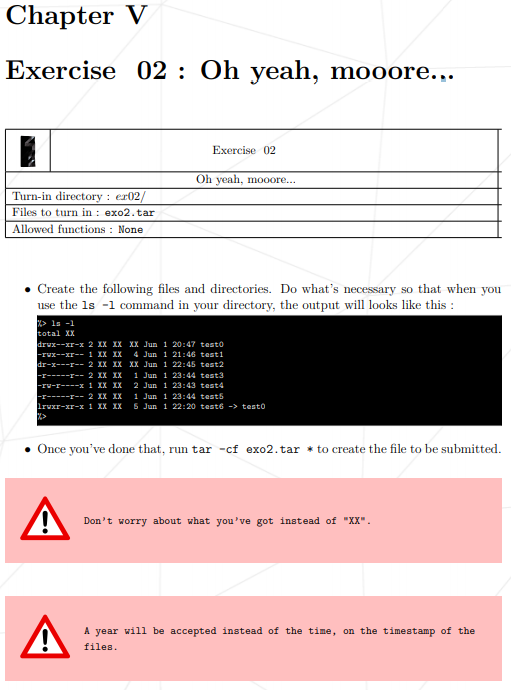 Chapter V
Exercise 02 : Oh yeah, mooore...
Exercise 02
Oh yeah, mooore...
Turn-in directory : ex02/
Files to turn in : exo2.tar
Allowed functions : None
• Create the following files and directories. Do what's necessary so that when you
use the ls -l command in your directory, the output will looks like this :
%> ls -l
total XX
drwx--xr-x 2 XX XX XX Jun 1 20:47 test0
-rwx--xr-- 1 XX XX 4 Jun 1 21:46 test1
dr-x---r-- 2 XX XX XX Jun 1 22:45 test2
-r-----r-- 2 XX XX 1 Jun 1 23:44 test3
-rw-r----x 1 XX XX 2 Jun 1 23:43 test4
-r-----r-- 2 XX XX 1 Jun 1 23:44 test5
lrwxr-xr-x 1 XX XX 5 Jun 1 22:20 test6 -> test0
%>
• Once you've done that, run tar -cf exo2.tar * to create the file to be submitted.
Don't worry about what you've got instead of "XX".
A year will be accepted instead of the time, on the timestamp of the
files.